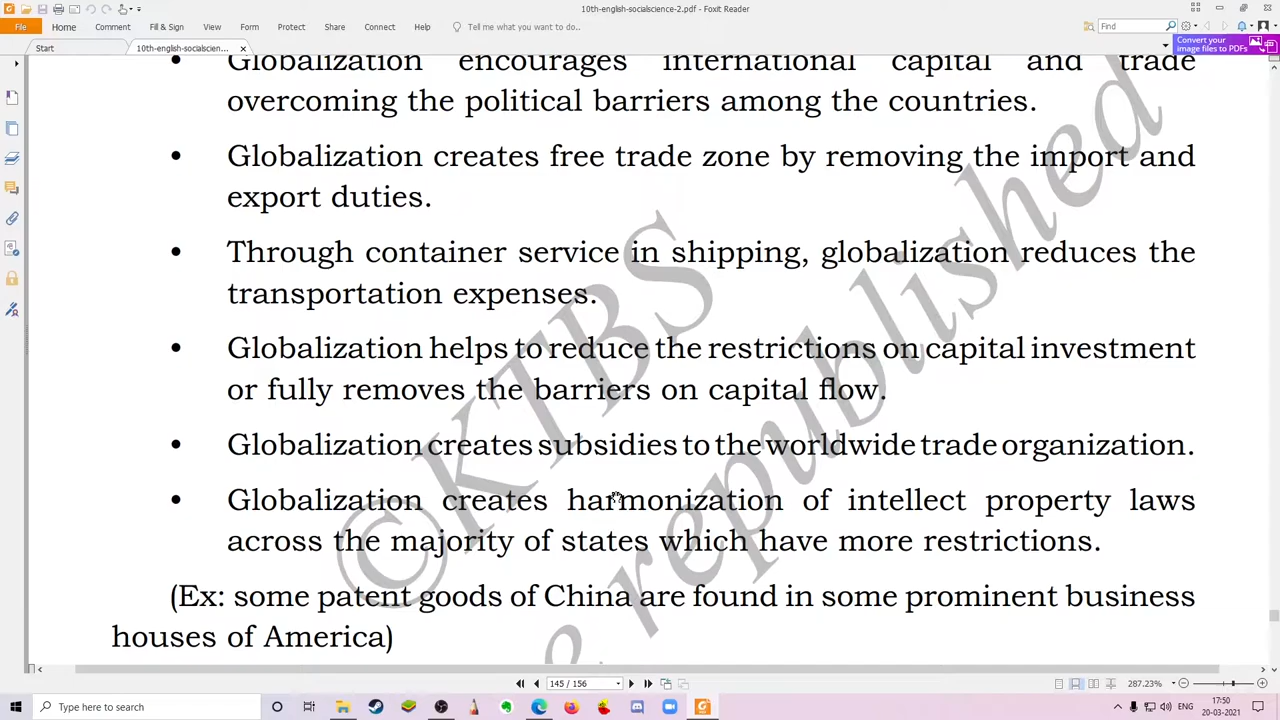 10th-english-socialscience-2.pdf - Foxit Reader
File Home Comment Fill & Sign View Form Protect Share Connect Help Tell me what you want to do... Find
Start 10th-english-socialscien...
Convert your
image files to PDFs
• Globalization encourages international capital and trade
overcoming the political barriers among the countries.
• Globalization creates free trade zone by removing the import and
export duties.
• Through container service in shipping, globalization reduces the
transportation expenses.
• Globalization helps to reduce the restrictions on capital investment
or fully removes the barriers on capital flow.
• Globalization creates subsidies to the worldwide trade organization.
• Globalization creates harmonization of intellect property laws
across the majority of states which have more restrictions.
(Ex: some patent goods of China are found in some prominent business
houses of America)
©KTBS
e republished
145 / 156
287.23%
Type here to search
ENG
17:50
20-03-2021